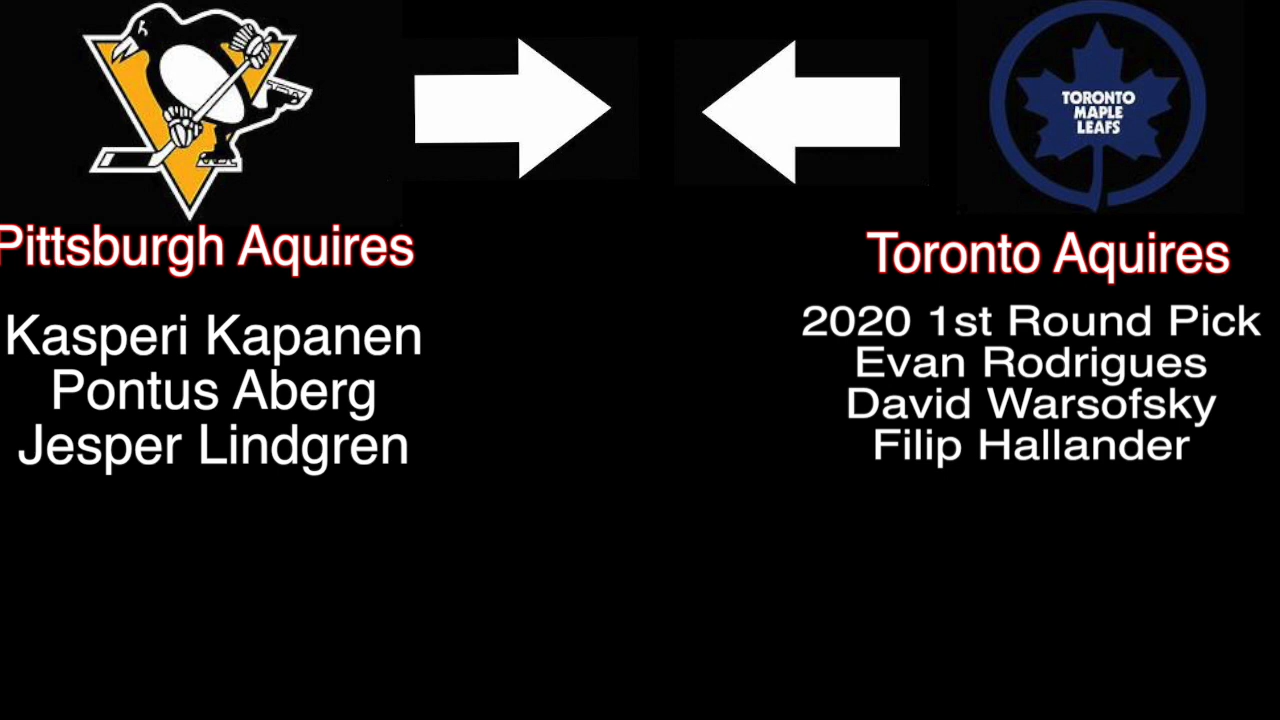 TORONTO
MAPLE
LEAFS
Pittsburgh Aquires
Toronto Aquires
Kasperi Kapanen
Pontus Aberg
Jesper Lindgren
2020 1st Round Pick
Evan Rodrigues
David Warsofsky
Filip Hallander